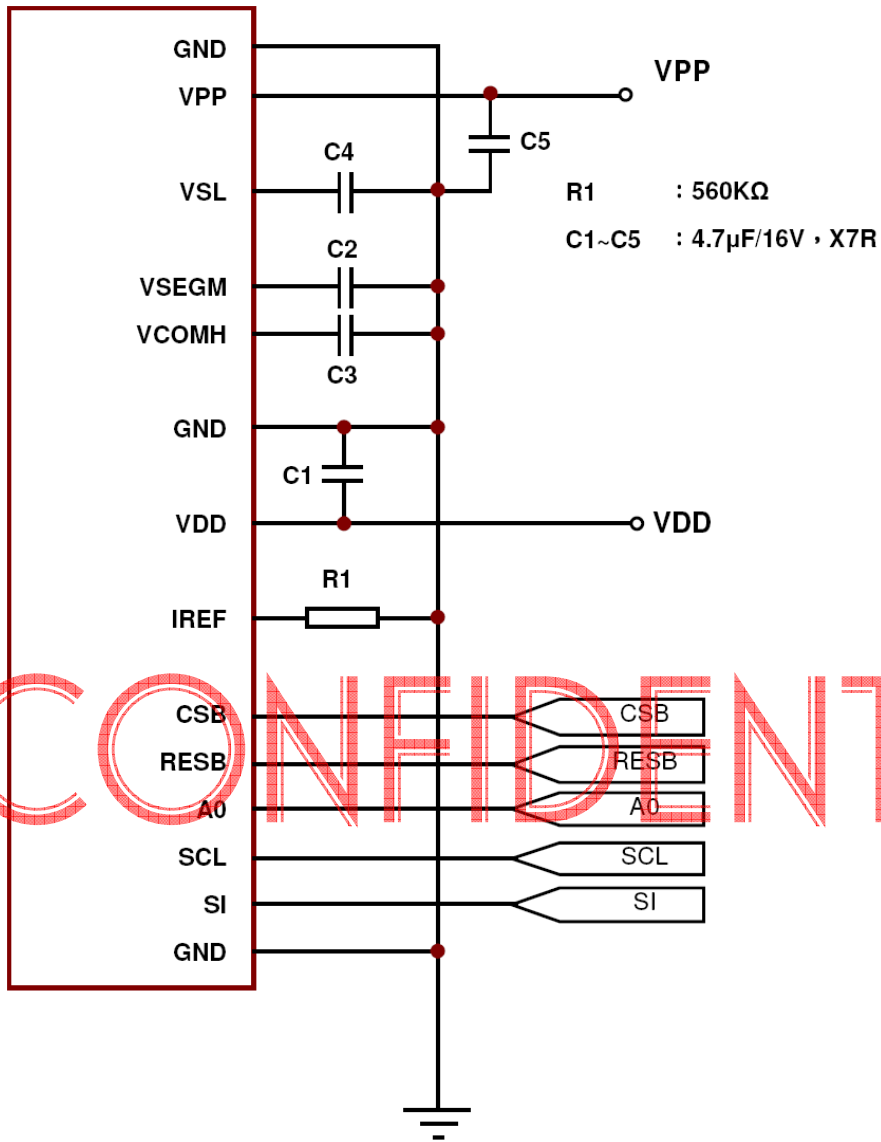 GND
VPP
VPP
C5
C4
VSL
R1 : 560KΩ
C1~C5 : 4.7μF/16V，X7R
C2
VSEGM
VCOMH
C3
GND
C1
VDD
VDD
R1
IREF
CONFIDENT
CSB
CSB
RESB
RESB
A0
A0
SCL
SCL
SI
SI
GND